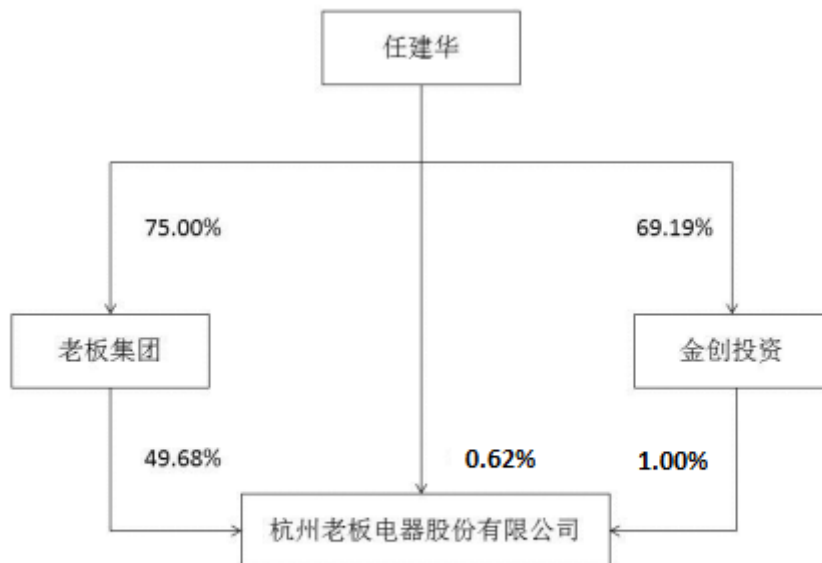 任建华
75.00%
69.19%
老板集团
金创投资
49.68%
0.62%
1.00%
杭州老板电器股份有限公司